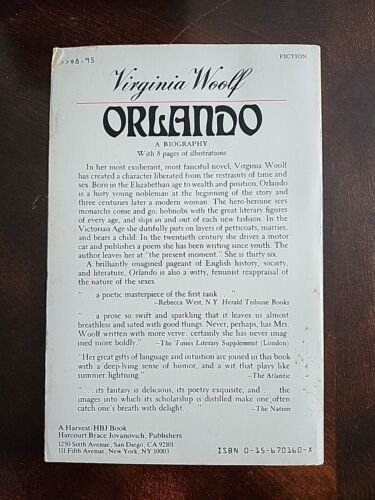 >>$8.95
FICTION
Virginia Woolf
ORLANDO
A BIOGRAPHY
With 8 pages of illustrations
In her most exuberant, most fanciful novel, Virginia Woolf
has created a character liberated from the restraints of time and
sex. Born in the Elizabethan age to wealth and position, Orlando
is a lusty young nobleman at the beginning of the story and
three centuries later a modern woman. The hero-heroine sees
monarchs come and go, hobnobs with the great literary figures
of every age, and slips in and out of each new fashion. In the
Victorian Age she dutifully puts on layers of petticoats, marries,
and bears a child. In the twentieth century she drives a motor
car and publishes a poem she has been writing since youth. The
author leaves her at "the present moment." She is thirty-six.
A brilliantly imagined pageant of English history, society,
and literature, Orlando is also a witty, feminist reappraisal of
the nature of the sexes.
". . . a poetic masterpiece of the first rank . . ."
—Rebecca West, N.Y. Herald Tribune Books
". . . a prose so swift and sparkling that it leaves us almost
breathless and sated with good things. Never, perhaps, has Mrs.
Woolf written with more verve: certainly she has never imag-
ined more boldly." —The Times Literary Supplement (London)
"Her great gifts of language and intuition are joined in this book
with a deep-lying sense of humor, and a wit that plays like
summer lightning." —The Atlantic
". . . its fantasy is delicious, its poetry exquisite, and the
images into which its scholarship is distilled make one often
catch one's breath with delight. . . ." —The Nation
A Harvest/HBJ Book
Harcourt Brace Jovanovich, Publishers
1250 Sixth Avenue, San Diego, CA 92101
111 Fifth Avenue, New York, NY 10003
ISBN 0-15-670160-X